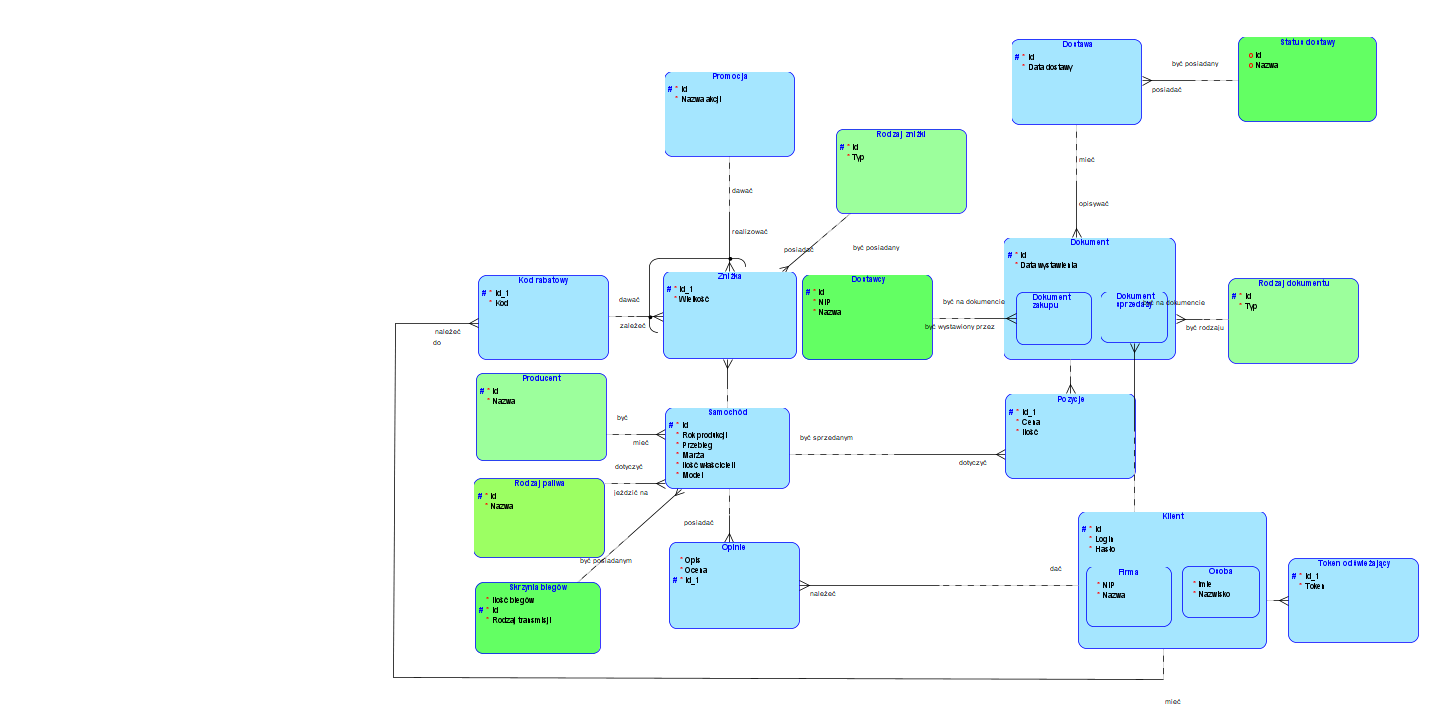 Dostawa
# * Id
* Data dostawy
być posiadany
posiadać
Status dostawy
o Id
o Nazwa
Promocja
# * Id
* Nazwa akcji
Rodzaj zniżki
# * Id
* Typ
mieć
opisywać
dawać
realizować
posiadać
być posiadany
Kod rabatowy
# * Id_1
* Kod
dawać
zależeć
Zniżka
# * Id_1
* Wielkość
Dostawcy
# * Id
* NIP
* Nazwa
być na dokumencie
być wystawiony przez
Dokument
# * Id
* Data wystawienia
Dokument
zakupu
Dokument
sprzedaży
być na dokumencie
być rodzaju
Rodzaj dokumentu
# * Id
* Typ
należeć
do
Producent
# * Id
* Nazwa
być
mieć
Samochód
# * Id
* Rok produkcji
* Przebieg
* Marża
* Ilość właścicieli
* Model
być sprzedanym
dotyczyć
Pozycje
# * Id_1
* Cena
* Ilość
Rodzaj paliwa
# * Id
* Nazwa
dotyczyć
jeździć na
być posiadanym
posiadać
Skrzynia biegów
* Ilość biegów
# * Id
* Rodzaj transmisji
Opinie
* Opis
* Ocena
# * Id_1
należeć
dać
Klient
# * Id
* Login
* Hasło
Firma
* NIP
* Nazwa
Osoba
* Imie
* Nazwisko
Token odświeżający
# * Id_1
* Token
mieć